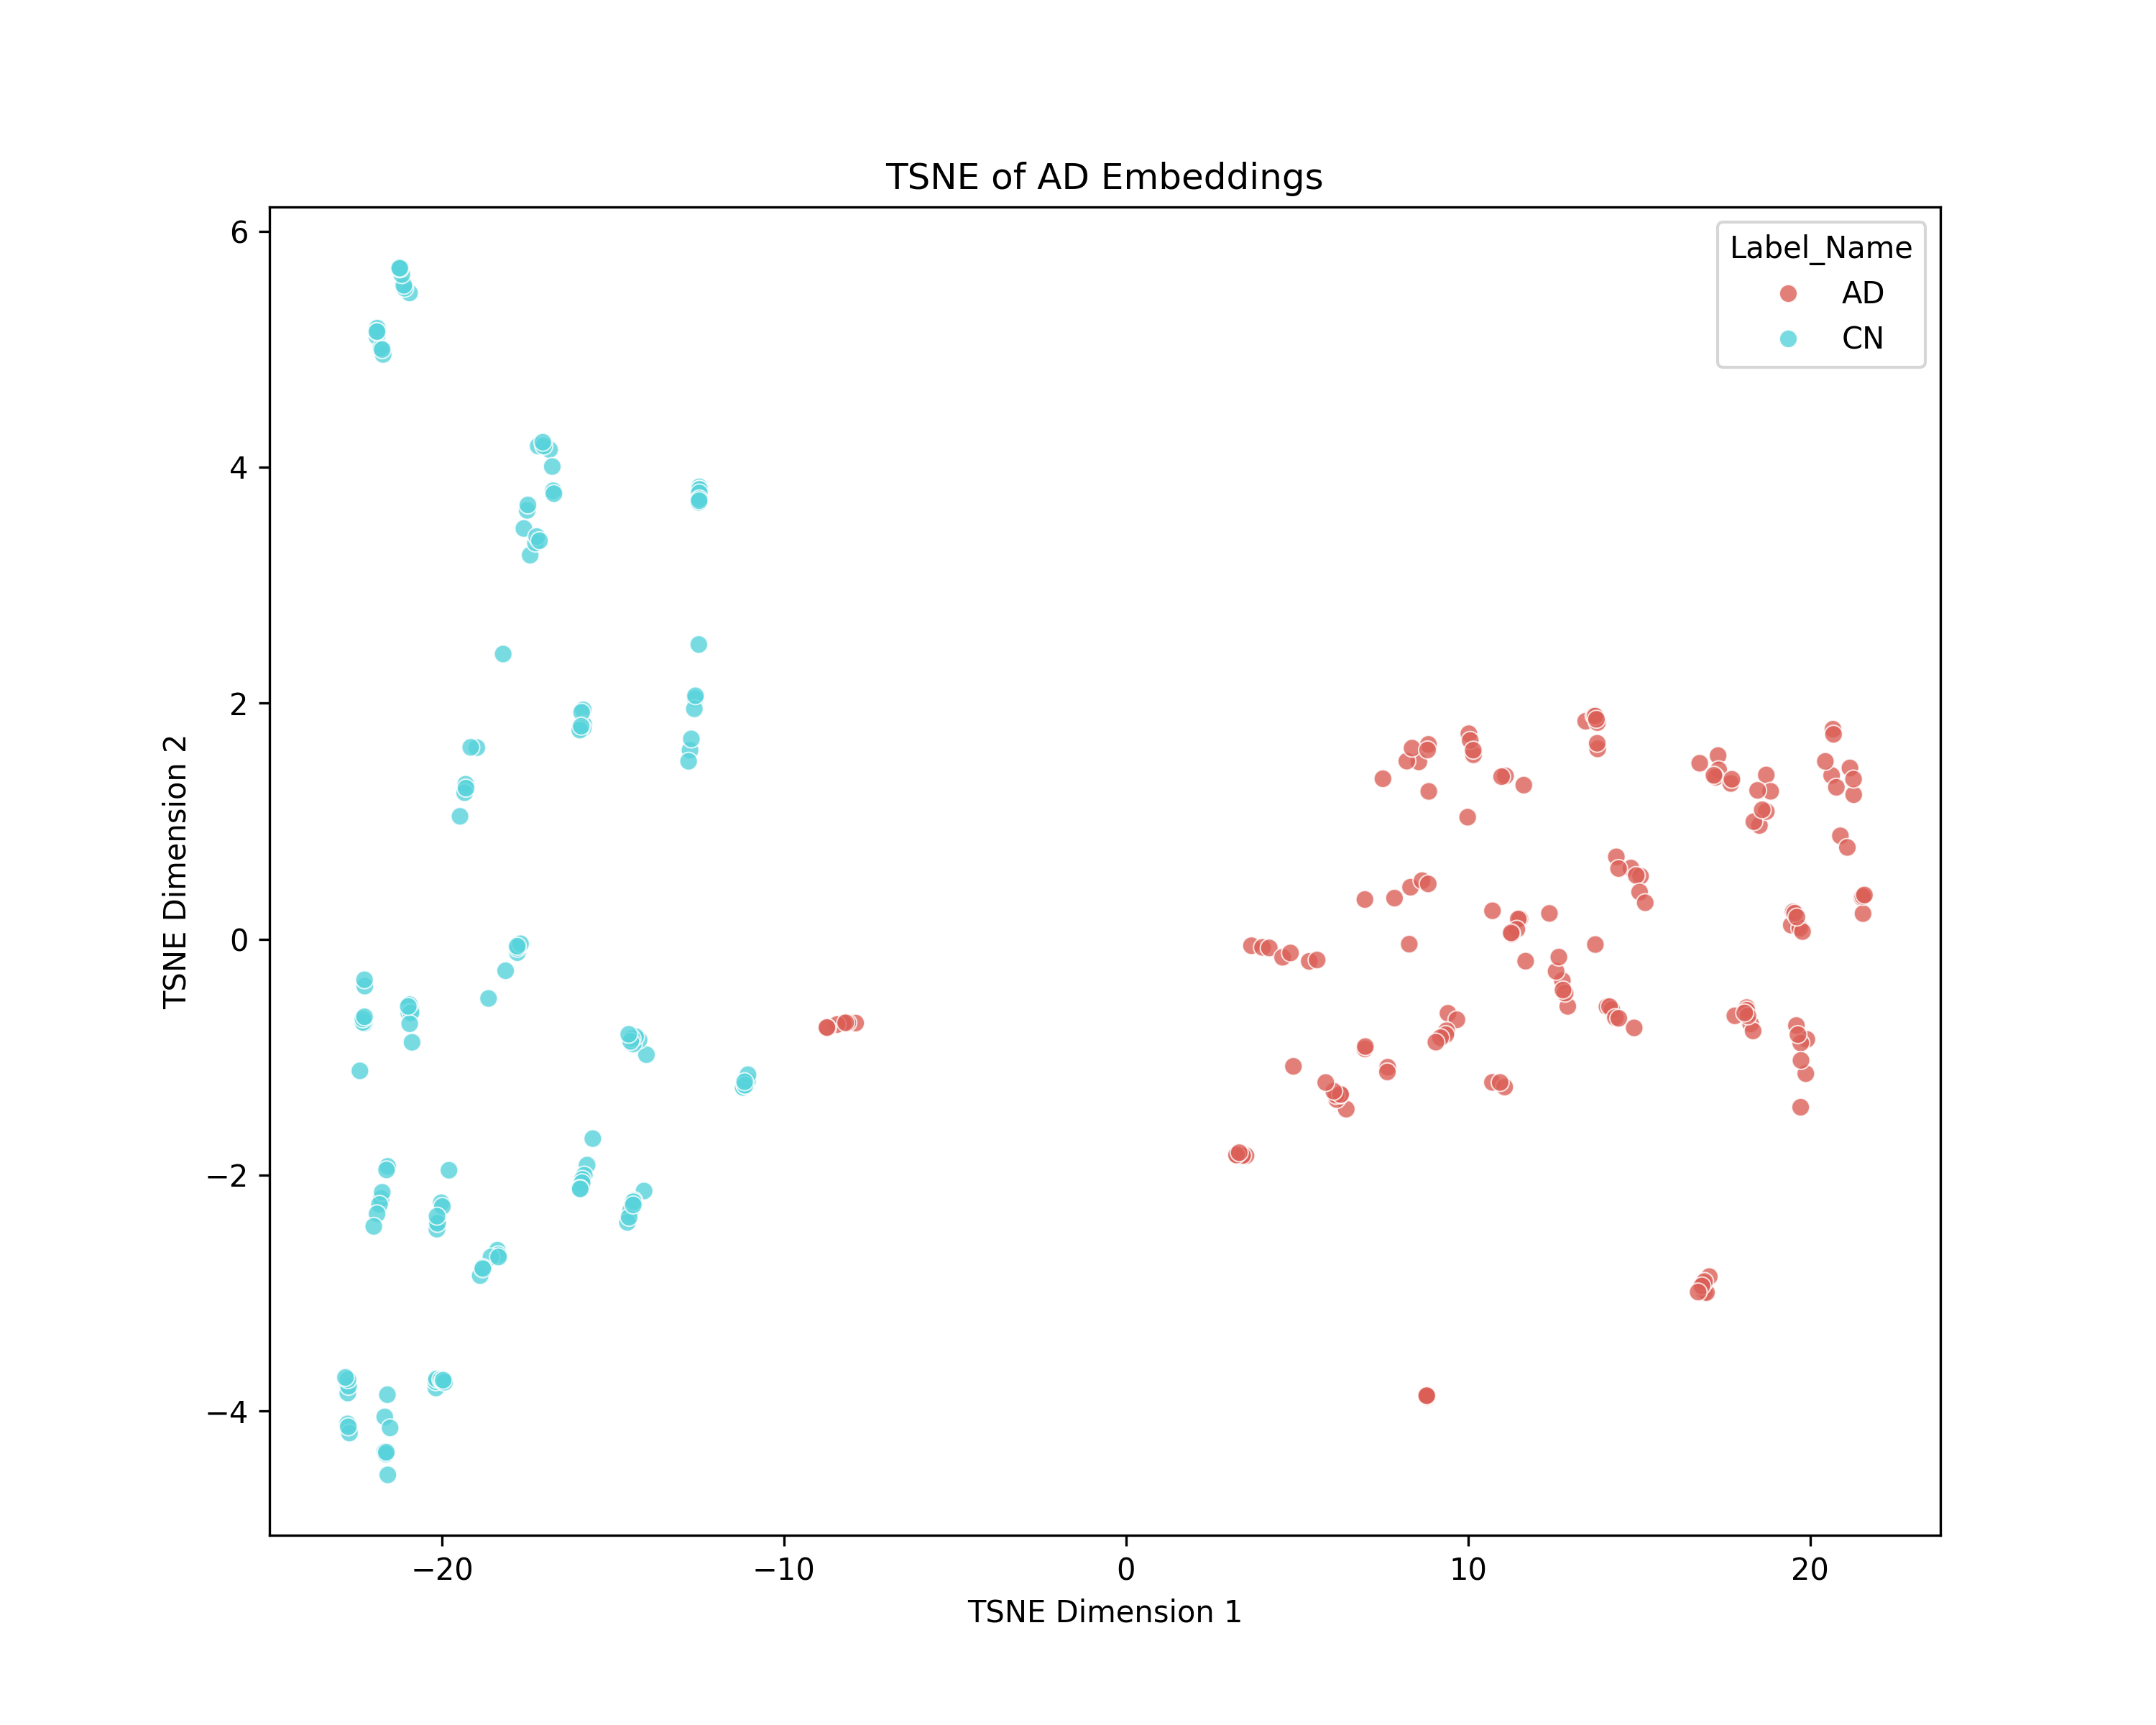 TSNE of AD Embeddings
Label_Name
AD
CN
6
4
2
0
−2
−4
TSNE Dimension 2
−20 −10 0 10 20
TSNE Dimension 1